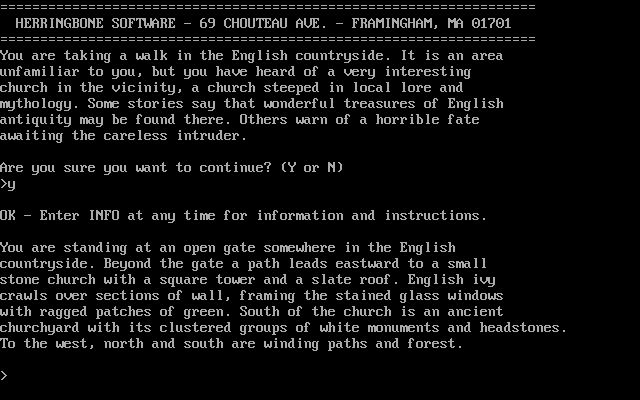 ===================================================================
HERRINGBONE SOFTWARE - 69 CHOUTEAU AVE. - FRAMINGHAM, MA 01701
===================================================================
You are taking a walk in the English countryside. It is an area
unfamiliar to you, but you have heard of a very interesting
church in the vicinity, a church steeped in local lore and
mythology. Some stories say that wonderful treasures of English
antiquity may be found there. Others warn of a horrible fate
awaiting the careless intruder.
Are you sure you want to continue? (Y or N)
>y
OK - Enter INFO at any time for information and instructions.
You are standing at an open gate somewhere in the English
countryside. Beyond the gate a path leads eastward to a small
stone church with a square tower and a slate roof. English ivy
crawls over sections of wall, framing the stained glass windows
with ragged patches of green. South of the church is an ancient
churchyard with its clustered groups of white monuments and headstones.
To the west, north and south are winding paths and forest.
>